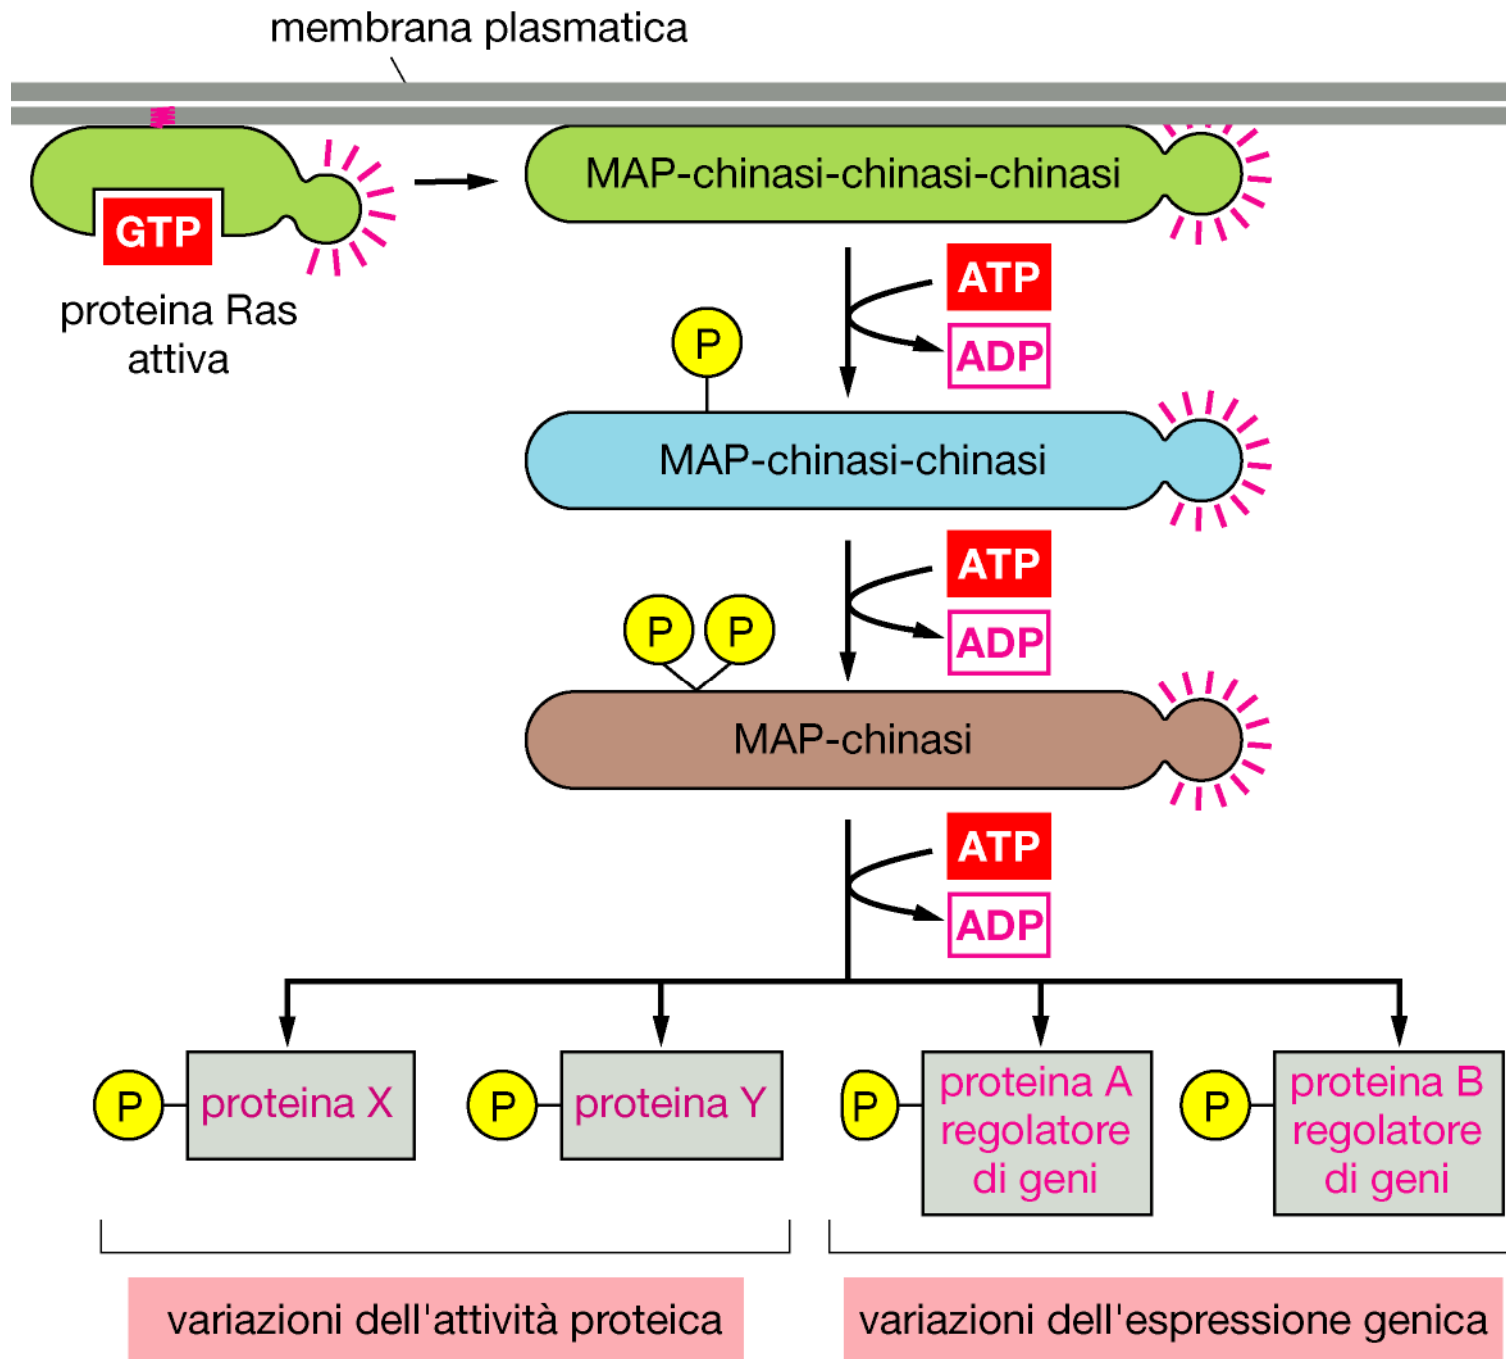 membrana plasmatica
GTP
proteina Ras
attiva
MAP-chinasi-chinasi-chinasi
ATP
ADP
P
MAP-chinasi-chinasi
ATP
ADP
P
P
MAP-chinasi
ATP
ADP
P
proteina X
P
proteina Y
P
proteina A
regolatore
di geni
P
proteina B
regolatore
di geni
variazioni dell'attività proteica
variazioni dell'espressione genica